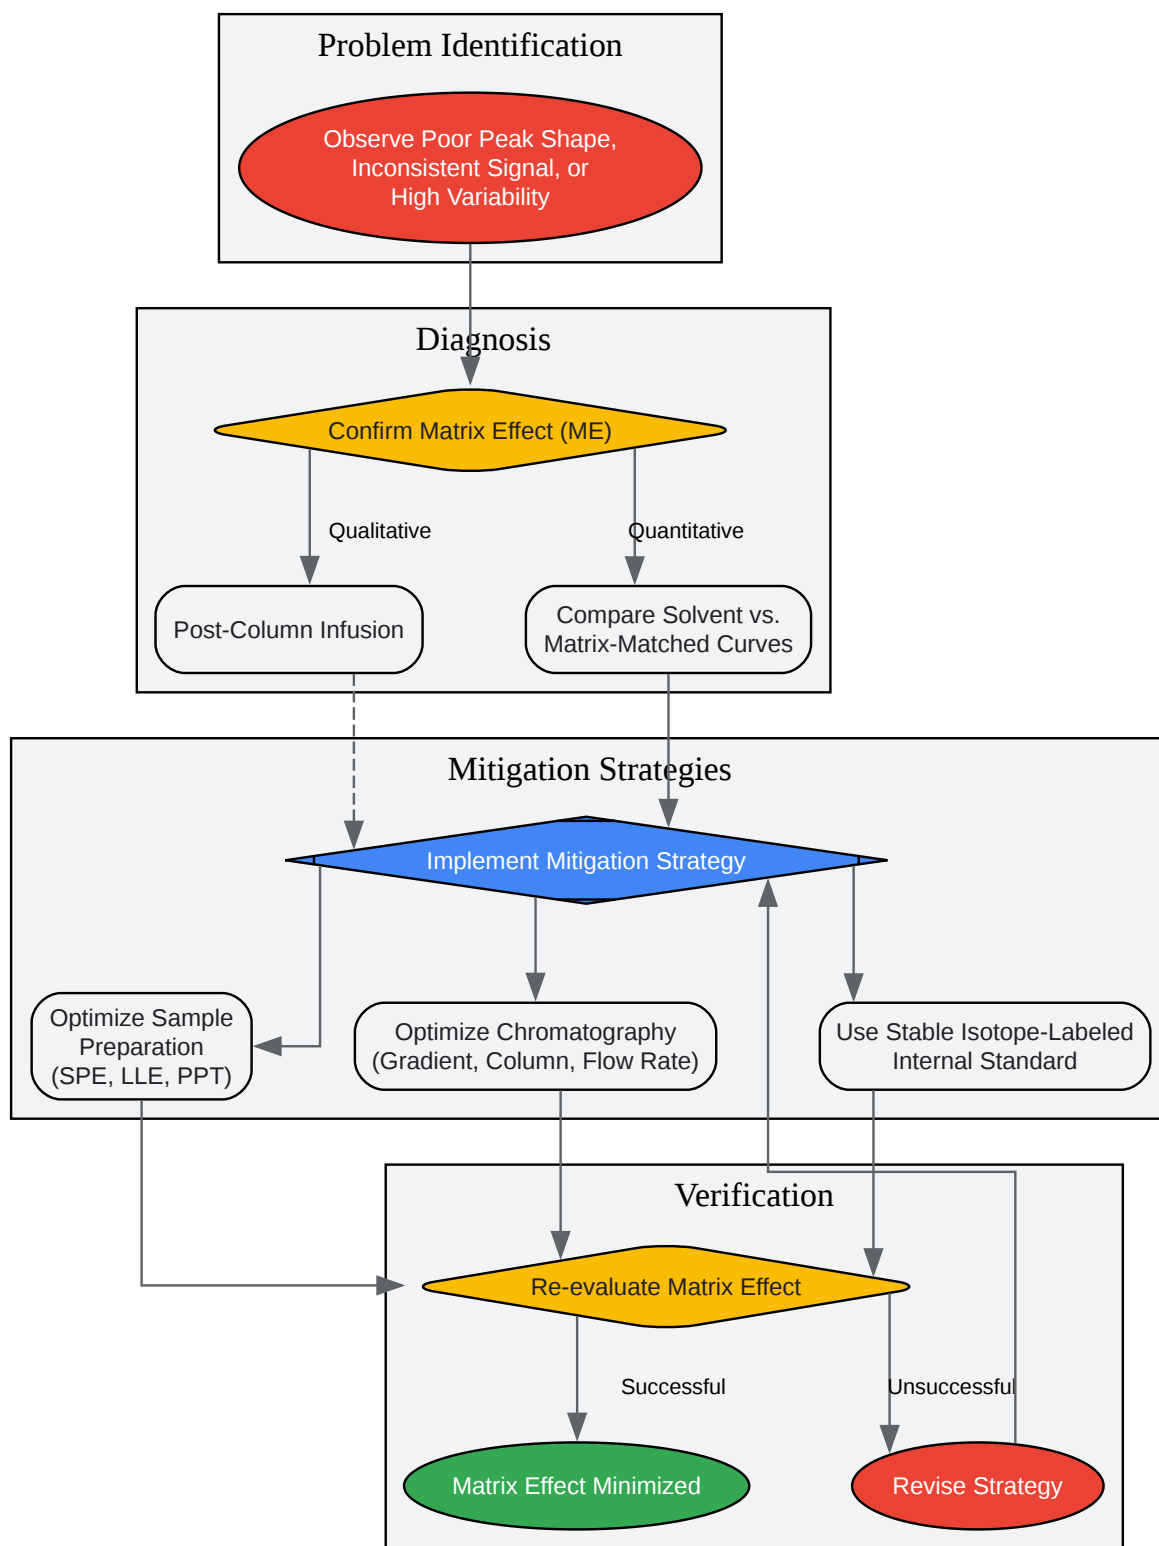 Problem Identification
Observe Poor Peak Shape,
Inconsistent Signal, or
High Variability
Diagnosis
Confirm Matrix Effect (ME)
Qualitative
Quantitative
Post-Column Infusion
Compare Solvent vs.
Matrix-Matched Curves
Mitigation Strategies
Implement Mitigation Strategy
Optimize Sample
Preparation
(SPE, LLE, PPT)
Optimize Chromatography
(Gradient, Column, Flow Rate)
Use Stable Isotope-Labeled
Internal Standard
Verification
Re-evaluate Matrix Effect
Successful
Unsuccessful
Matrix Effect Minimized
Revise Strategy